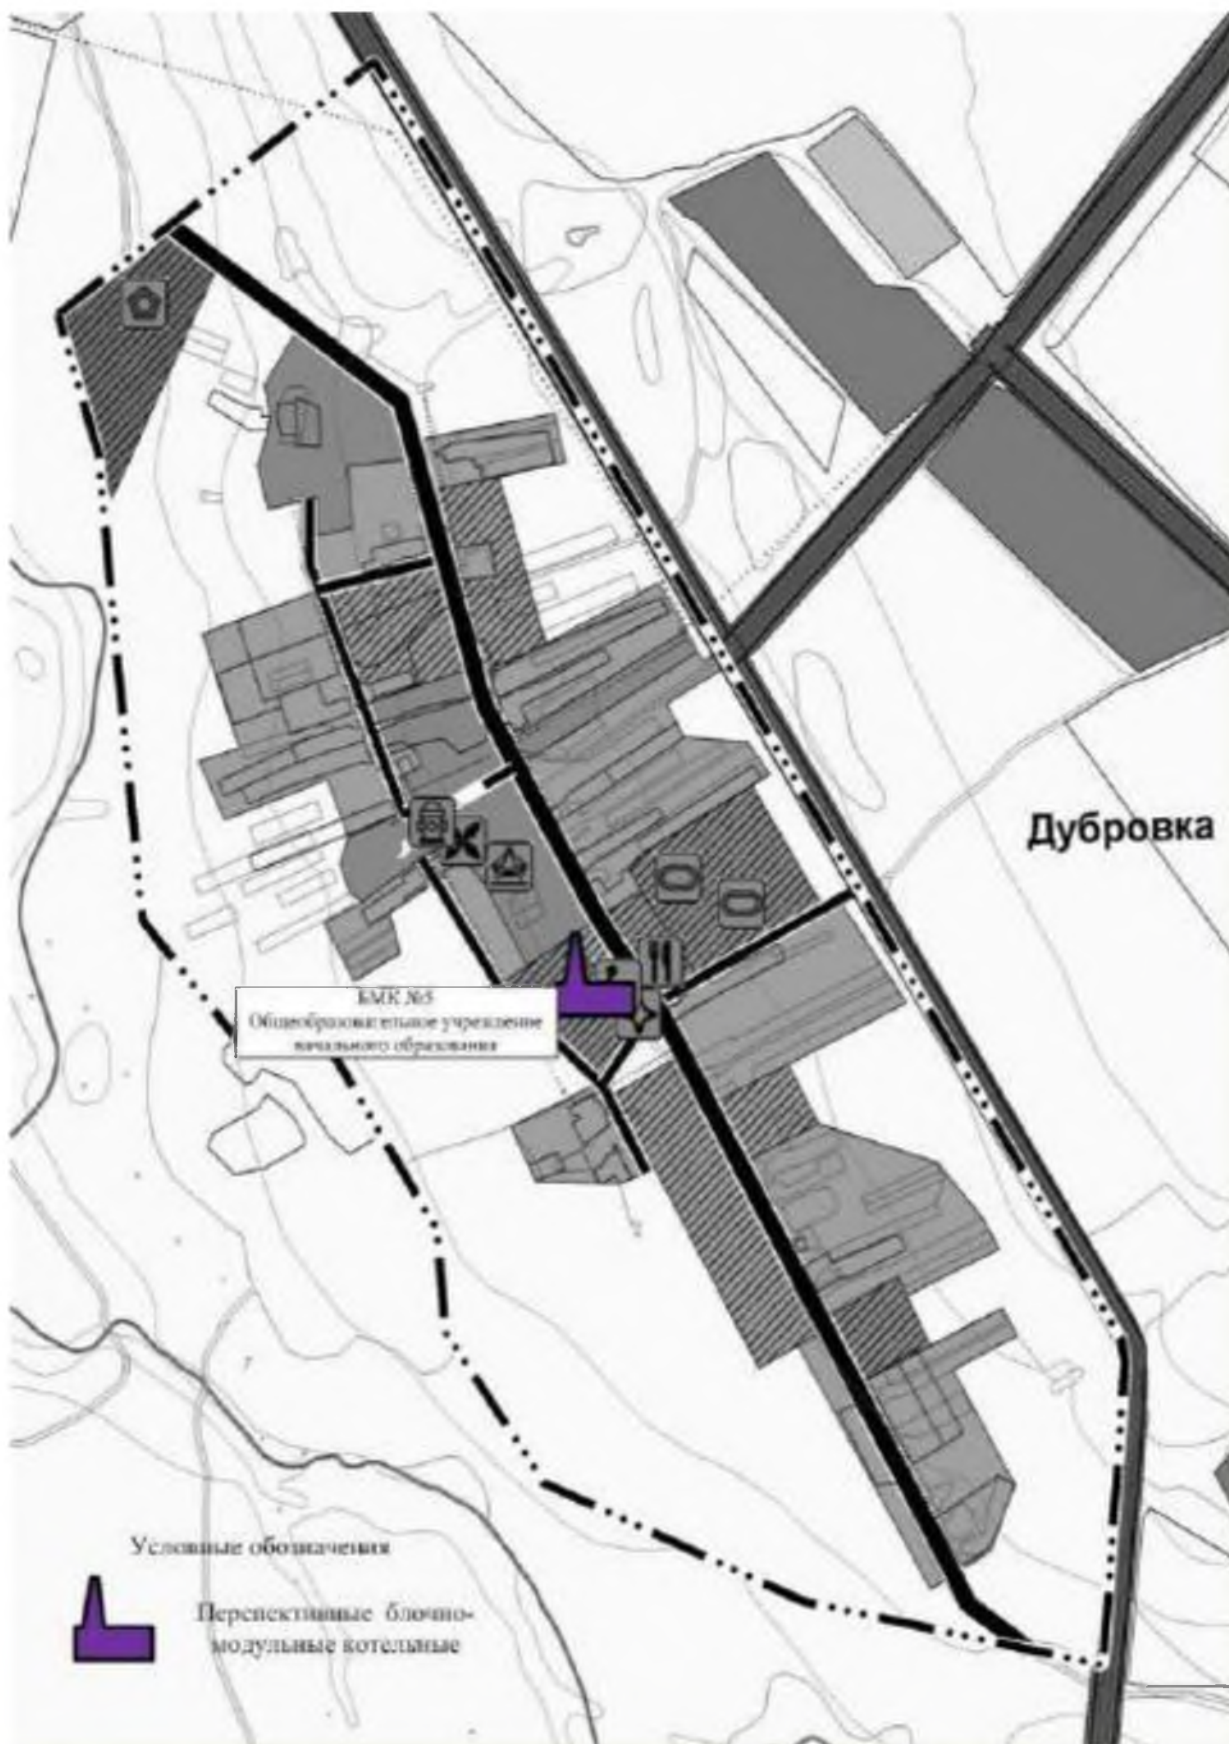 Дубровка
БМК №5
Общеобразовательное учреждение
начального образования
Условные обозначения
Перспективные блочно-
модульные котельные